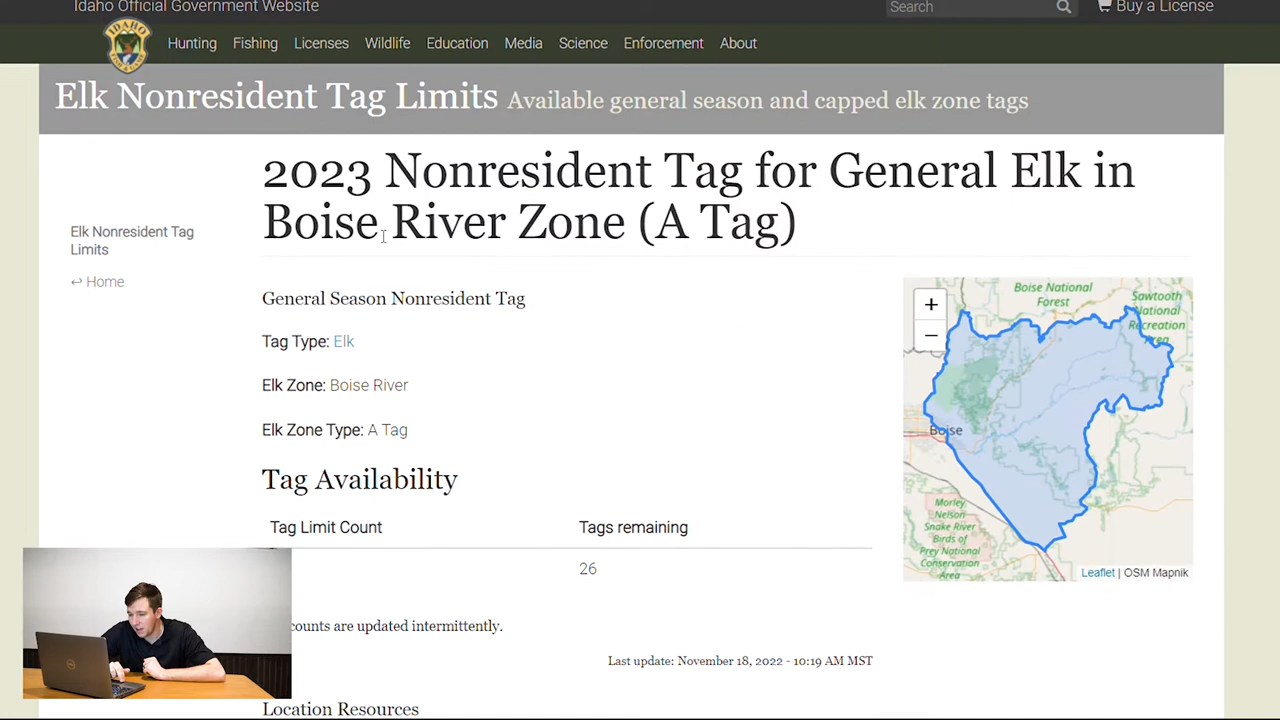 Idaho Official Government Website
Search
Buy a License
IDAHO
Hunting Fishing Licenses Wildlife Education Media Science Enforcement About
Elk Nonresident Tag Limits Available general season and capped elk zone tags
2023 Nonresident Tag for General Elk in
Boise River Zone (A Tag)
Elk Nonresident Tag
Limits
↩ Home
General Season Nonresident Tag
Tag Type: Elk
Elk Zone: Boise River
Elk Zone Type: A Tag
Tag Availability
Tag Limit Count Tags remaining
26
counts are updated intermittently.
Last update: November 18, 2022 - 10:19 AM MST
Location Resources
+
−
Boise National
Forest
Sawtooth
National
Recreation
Area
Boise
Morley
Nelson
Snake River
Birds of
Prey National
Conservation
Area
Leaflet | OSM Mapnik